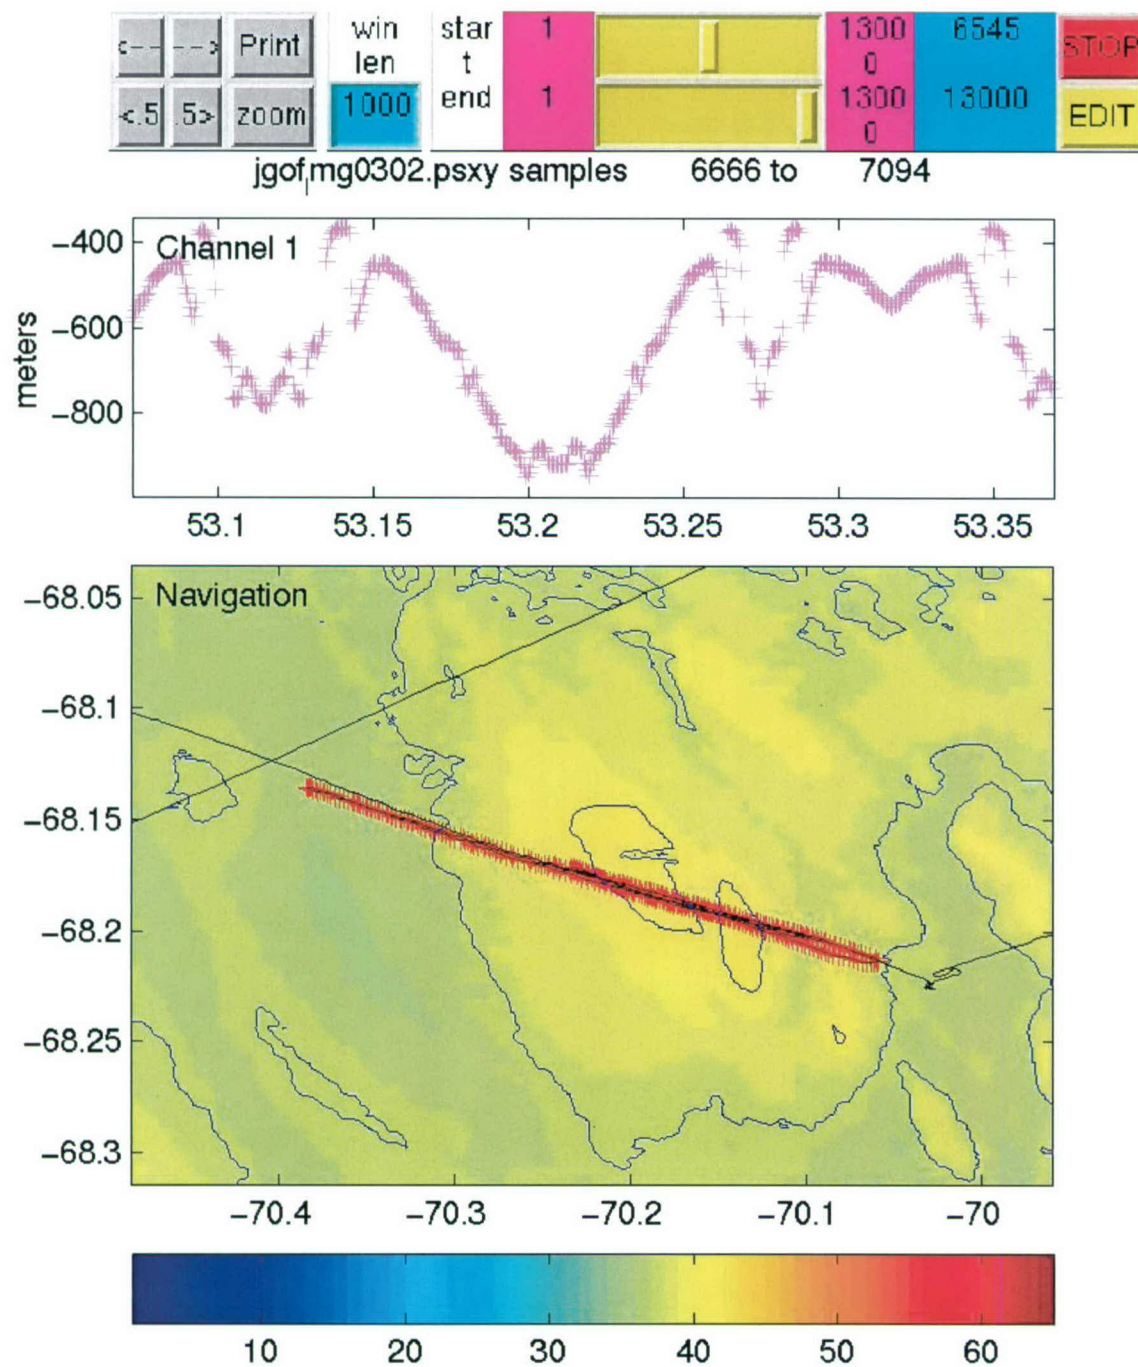 <-- --> Print win len star t 1 1300 0 6545 STOP
<.5 .5> zoom 1000 end 1 1300 0 13000 EDIT
jgof mg0302.psxy samples 6666 to 7094
Channel 1
meters
-400
-600
-800
53.1 53.15 53.2 53.25 53.3 53.35
Navigation
-68.05
-68.1
-68.15
-68.2
-68.25
-68.3
-70.4 -70.3 -70.2 -70.1 -70
10 20 30 40 50 60